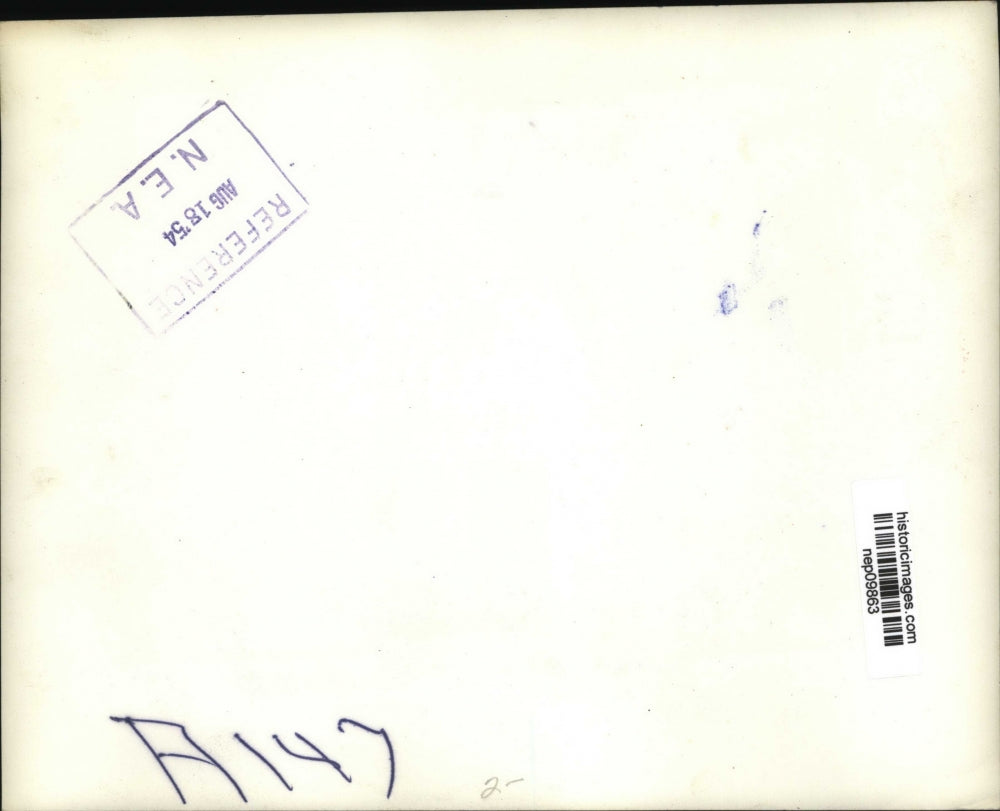 REFERENCE
AUG 18 '54
N. E. A.
historicimages.com
nep09863
A147
2-